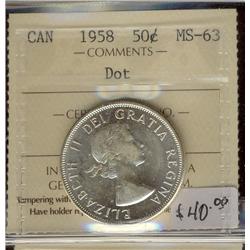 CAN 1958 50¢ MS-63
COMMENTS
Dot
ELIZABETH II DEI GRATIA REGINA
Tampering with
Have holder
$40.00